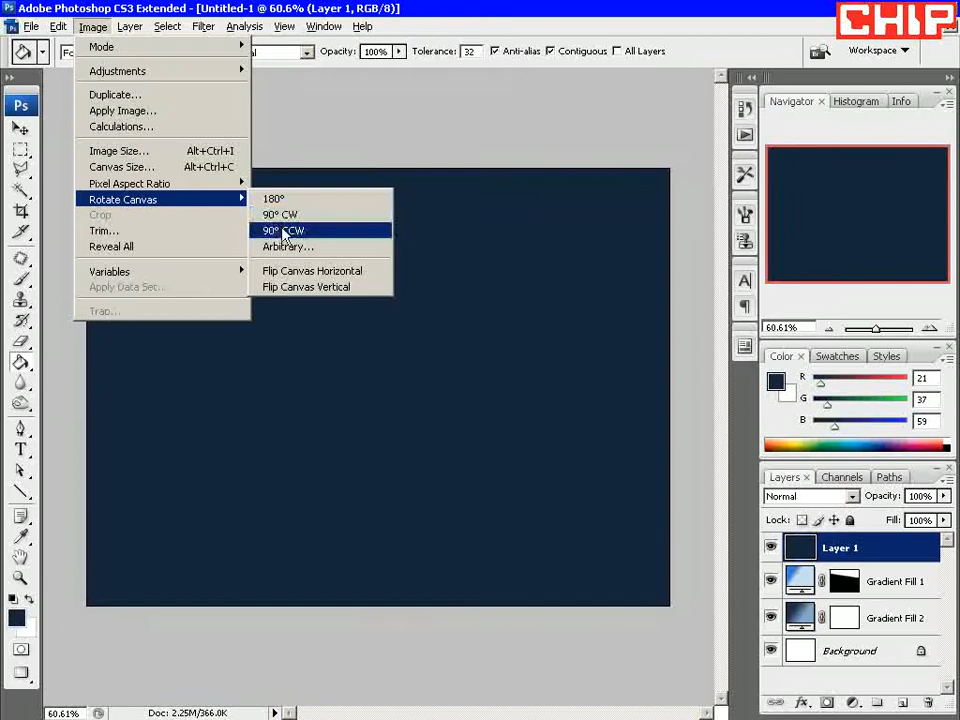 Adobe Photoshop CS3 Extended - [Untitled-1 @ 60.6% (Layer 1, RGB/8)]
CHIP
File Edit Image Layer Select Filter Analysis View Window Help
Opacity: 100% Tolerance: 32 Anti-alias Contiguous All Layers Workspace
Mode
Adjustments
Duplicate...
Apply Image...
Calculations...
Image Size... Alt+Ctrl+I
Canvas Size... Alt+Ctrl+C
Pixel Aspect Ratio
Rotate Canvas
Crop
Trim...
Reveal All
Variables
Apply Data Set...
Trap...
180°
90° CW
90° CCW
Arbitrary...
Flip Canvas Horizontal
Flip Canvas Vertical
Ps
Navigator × Histogram Info
60.61%
Color × Swatches Styles
R 21
G 37
B 59
Layers × Channels Paths
Normal Opacity: 100%
Lock: Fill: 100%
Layer 1
Gradient Fill 1
Gradient Fill 2
Background
60.61% Doc: 2.25M/366.0K